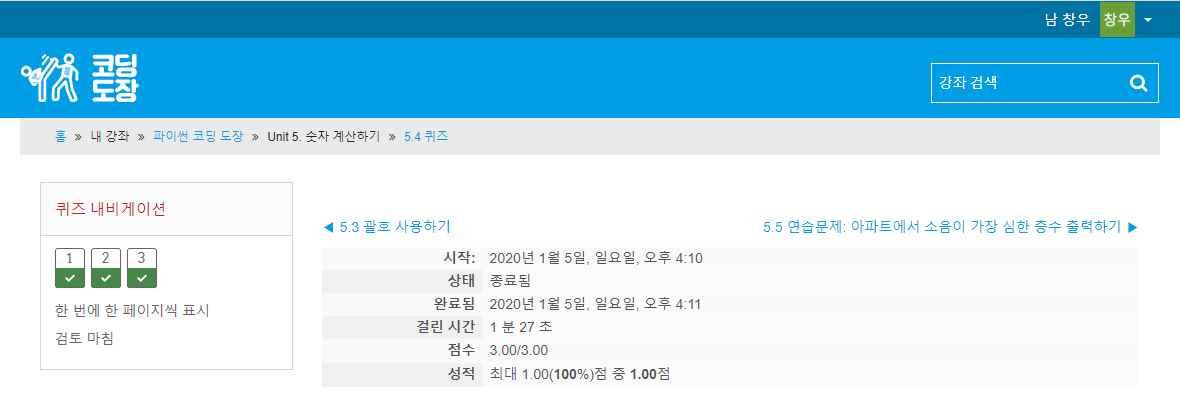 남 창우 창우
코딩
도장
강좌 검색
홈 » 내 강좌 » 파이썬 코딩 도장 » Unit 5. 숫자 계산하기 » 5.4 퀴즈
퀴즈 내비게이션
1 2 3
한 번에 한 페이지씩 표시
검토 마침
◀ 5.3 괄호 사용하기
5.5 연습문제: 아파트에서 소음이 가장 심한 층수 출력하기 ▶
시작: 2020년 1월 5일, 일요일, 오후 4:10
상태 종료됨
완료됨 2020년 1월 5일, 일요일, 오후 4:11
걸린 시간 1 분 27 초
점수 3.00/3.00
성적 최대 1.00(100%)점 중 1.00점